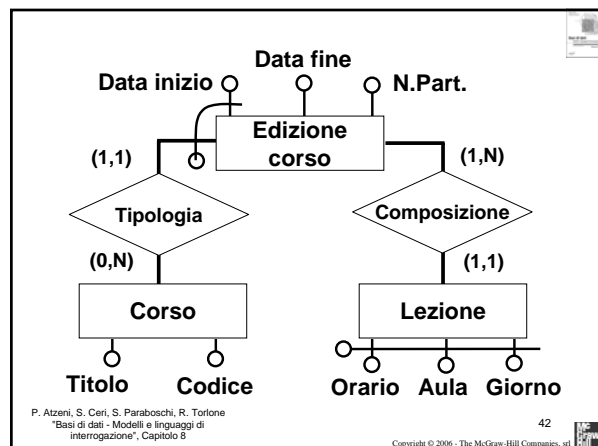 Data fine
Data inizio
N.Part.
Edizione
corso
(1,1)
(1,N)
Tipologia
Composizione
(0,N)
(1,1)
Corso
Lezione
Titolo
Codice
Orario
Aula
Giorno
P. Atzeni, S. Ceri, S. Paraboschi, R. Torlone
"Basi di dati - Modelli e linguaggi di
interrogazione", Capitolo 8
42
Copyright © 2006 - The McGraw-Hill Companies, srl